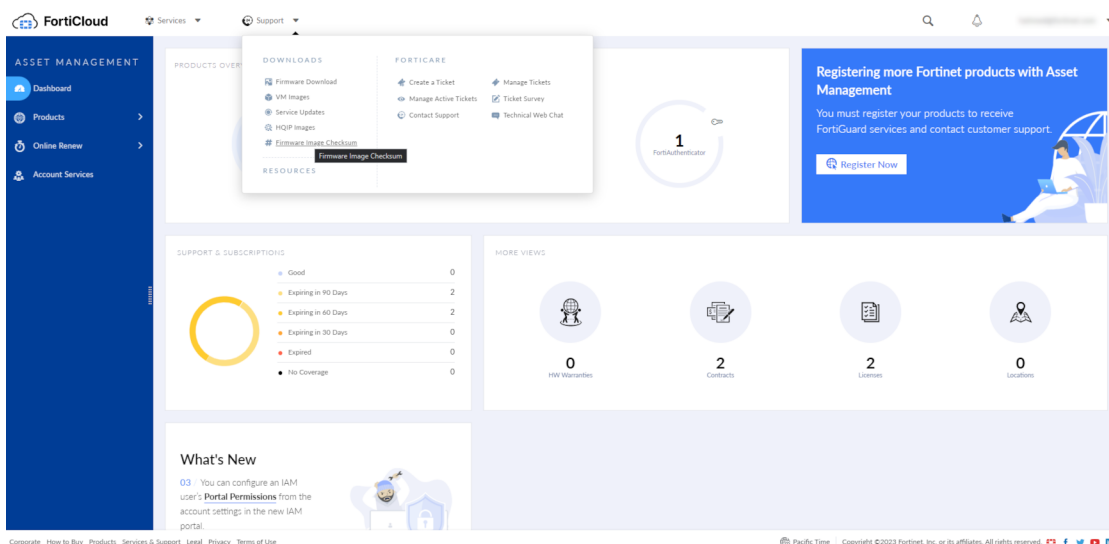 FortiCloud
Services
Support
ASSET MANAGEMENT
Dashboard
Products
Online Renew
Account Services
PRODUCTS OVER
DOWNLOADS
Firmware Download
VM Images
Service Updates
HQIP Images
Firmware Image Checksum
Firmware Image Checksum
RESOURCES
FORTICARE
Create a Ticket
Manage Active Tickets
Contact Support
Manage Tickets
Ticket Survey
Technical Web Chat
1
FortiAuthenticator
Registering more Fortinet products with Asset
Management
You must register your products to receive
FortiGuard services and contact customer support.
Register Now
SUPPORT & SUBSCRIPTIONS
Good 0
Expiring in 90 Days 2
Expiring in 60 Days 2
Expiring in 30 Days 0
Expired 0
No Coverage 0
MORE VIEWS
0
HW Warranties
2
Contracts
2
Licenses
0
Locations
What's New
03 / You can configure an IAM
user's Portal Permissions from the
account settings in the new IAM
portal.
Corporate How to Buy Products Services & Support Legal Privacy Terms of Use
Pacific Time Copyright ©2023 Fortinet, Inc. or its affiliates. All rights reserved.